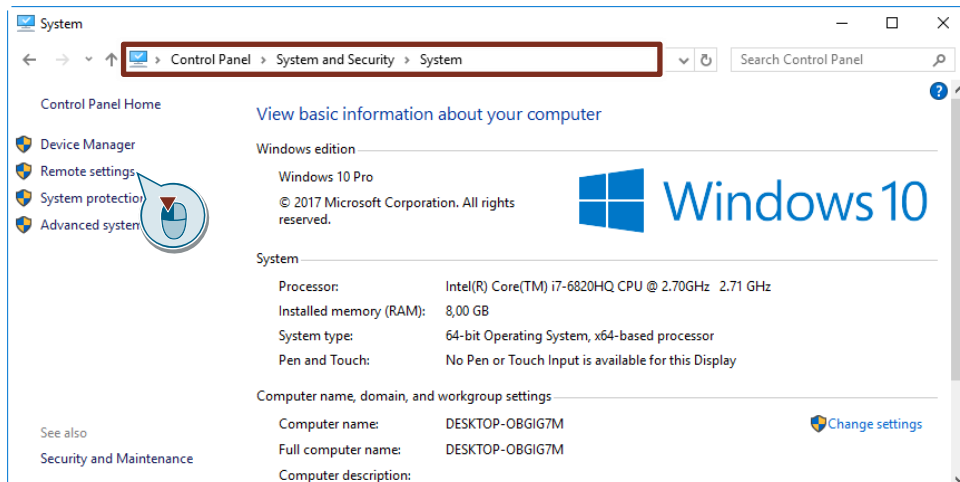 System
Control Panel > System and Security > System
Search Control Panel
Control Panel Home
Device Manager
Remote settings
System protection
Advanced system
See also
Security and Maintenance
View basic information about your computer
Windows edition
Windows 10 Pro
© 2017 Microsoft Corporation. All rights
reserved.
Windows 10
System
Processor: Intel(R) Core(TM) i7-6820HQ CPU @ 2.70GHz 2.71 GHz
Installed memory (RAM): 8,00 GB
System type: 64-bit Operating System, x64-based processor
Pen and Touch: No Pen or Touch Input is available for this Display
Computer name, domain, and workgroup settings
Computer name: DESKTOP-OBGIG7M
Change settings
Full computer name: DESKTOP-OBGIG7M
Computer description: